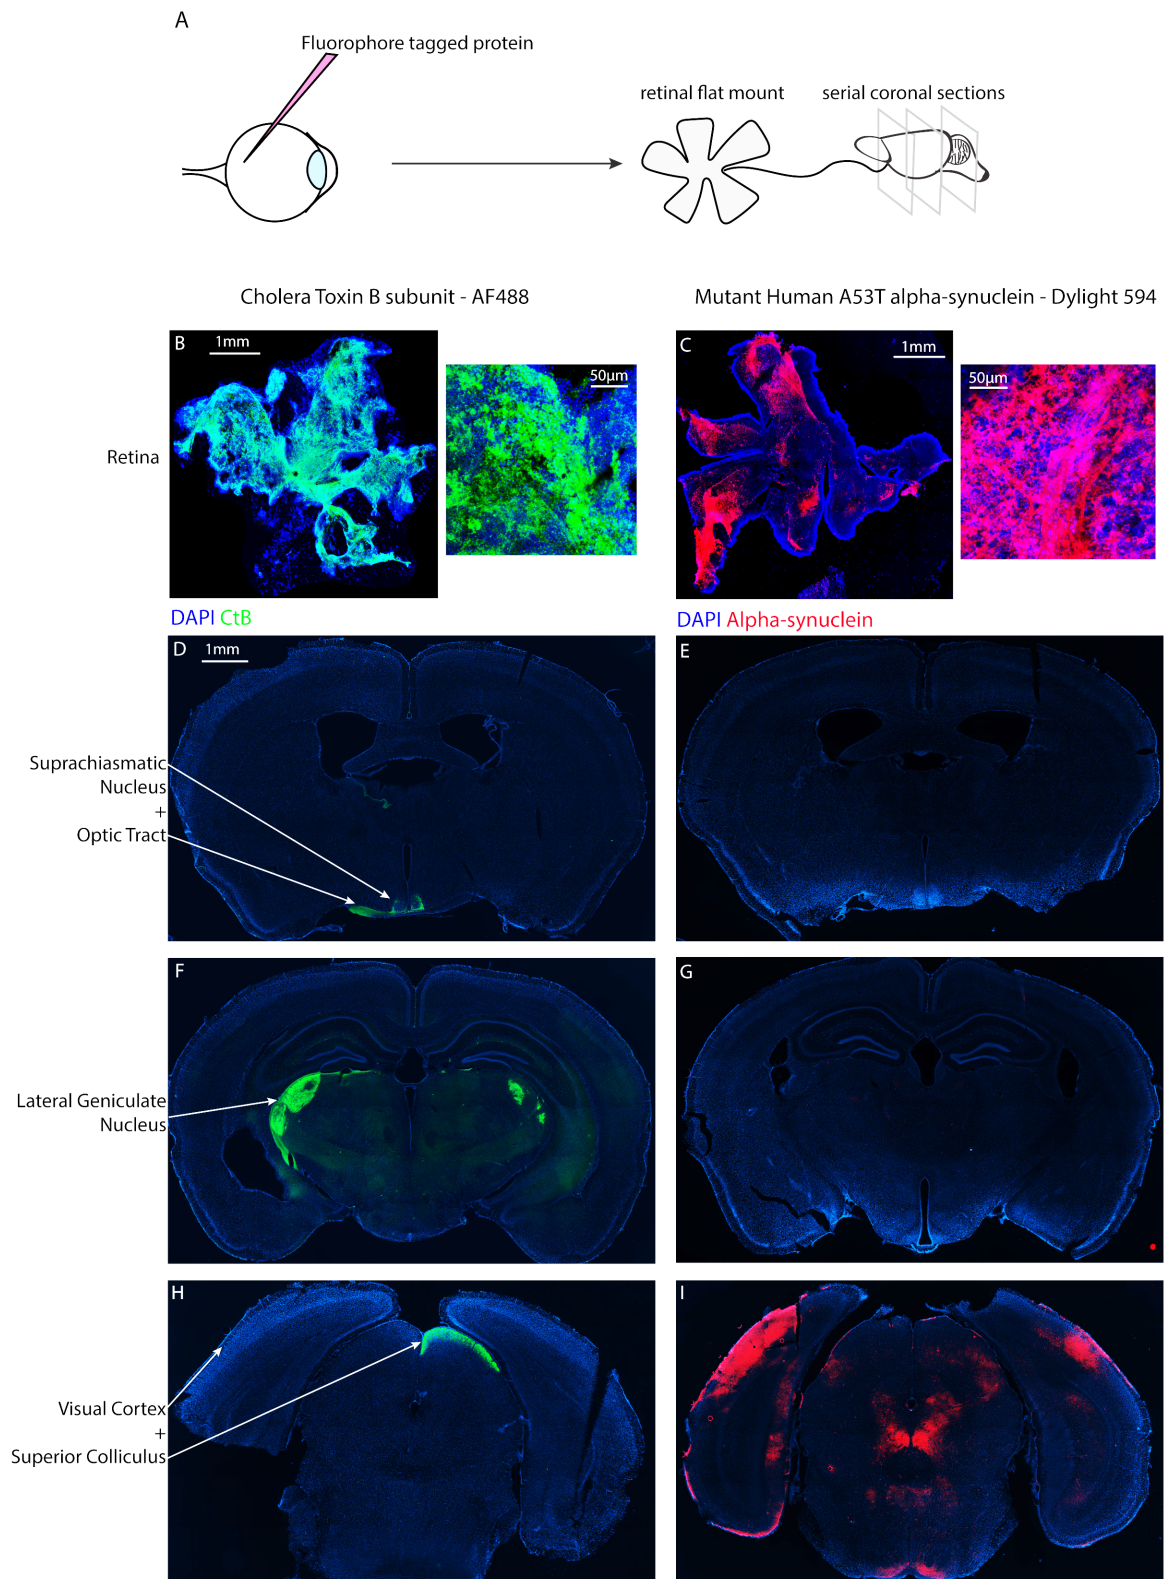 A
Fluorophore tagged protein
retinal flat mount
serial coronal sections
Cholera Toxin B subunit - AF488
Mutant Human A53T alpha-synuclein - Dylight 594
B
1mm
50µm
C
1mm
50µm
Retina
DAPI CtB
DAPI Alpha-synuclein
D
1mm
E
Suprachiasmatic
Nucleus
+
Optic Tract
F
G
Lateral Geniculate
Nucleus
H
I
Visual Cortex
+
Superior Colliculus